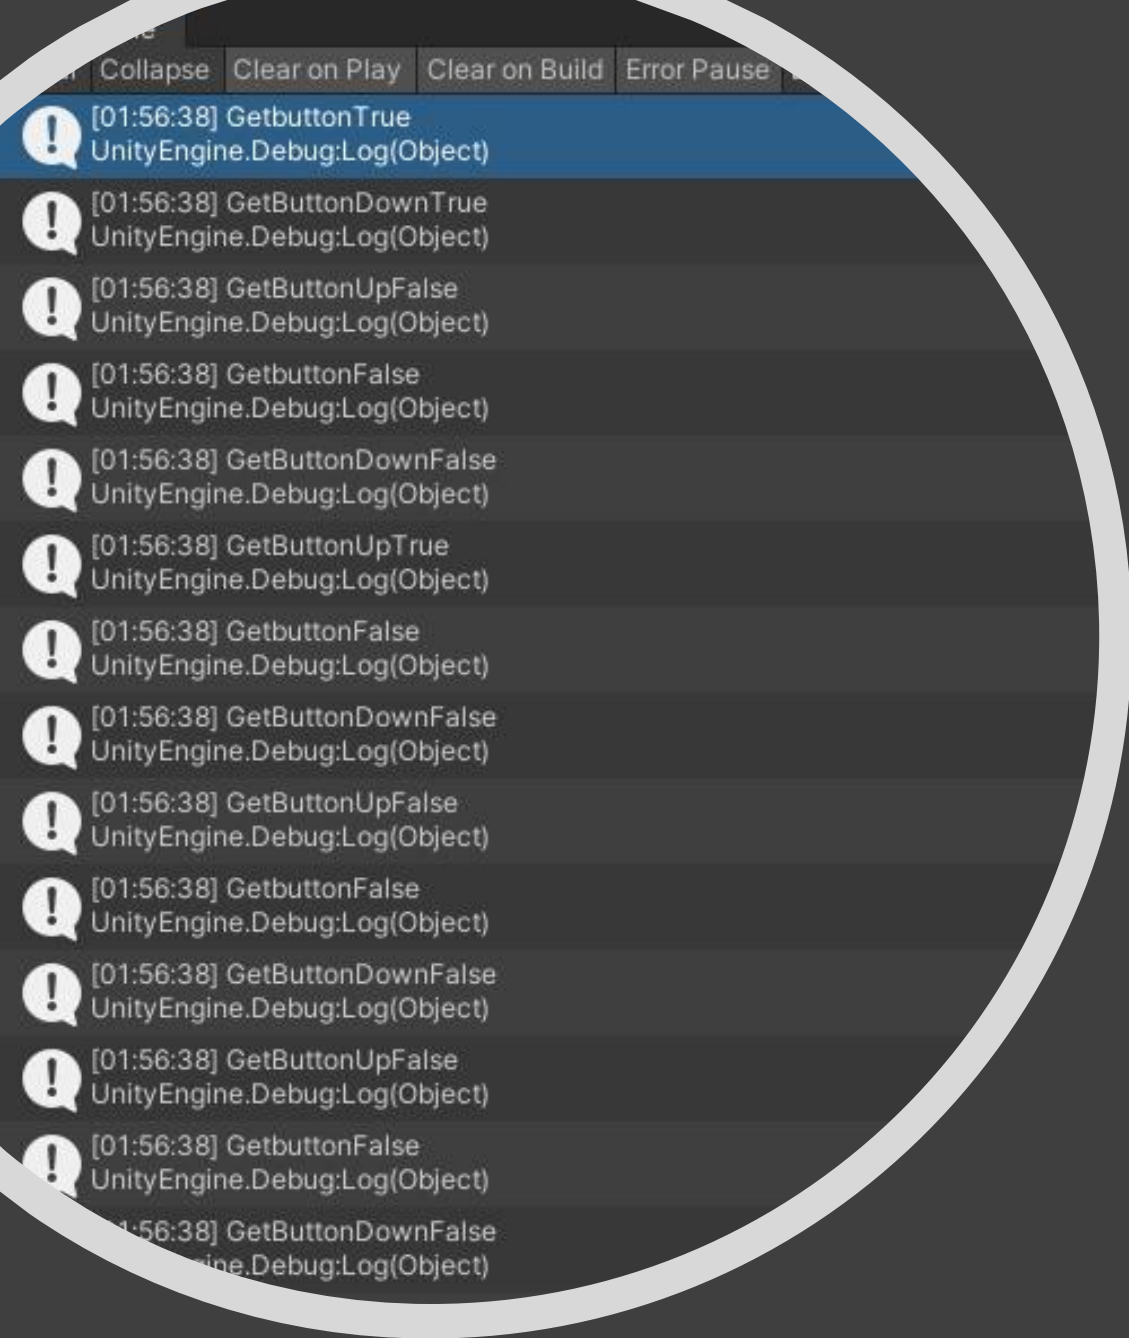 Collapse Clear on Play Clear on Build Error Pause
[01:56:38] GetbuttonTrue
UnityEngine.Debug:Log(Object)
[01:56:38] GetButtonDownTrue
UnityEngine.Debug:Log(Object)
[01:56:38] GetButtonUpFalse
UnityEngine.Debug:Log(Object)
[01:56:38] GetbuttonFalse
UnityEngine.Debug:Log(Object)
[01:56:38] GetButtonDownFalse
UnityEngine.Debug:Log(Object)
[01:56:38] GetButtonUpTrue
UnityEngine.Debug:Log(Object)
[01:56:38] GetbuttonFalse
UnityEngine.Debug:Log(Object)
[01:56:38] GetButtonDownFalse
UnityEngine.Debug:Log(Object)
[01:56:38] GetButtonUpFalse
UnityEngine.Debug:Log(Object)
[01:56:38] GetbuttonFalse
UnityEngine.Debug:Log(Object)
[01:56:38] GetButtonDownFalse
UnityEngine.Debug:Log(Object)
[01:56:38] GetButtonUpFalse
UnityEngine.Debug:Log(Object)
[01:56:38] GetbuttonFalse
UnityEngine.Debug:Log(Object)
:56:38] GetButtonDownFalse
ine.Debug:Log(Object)